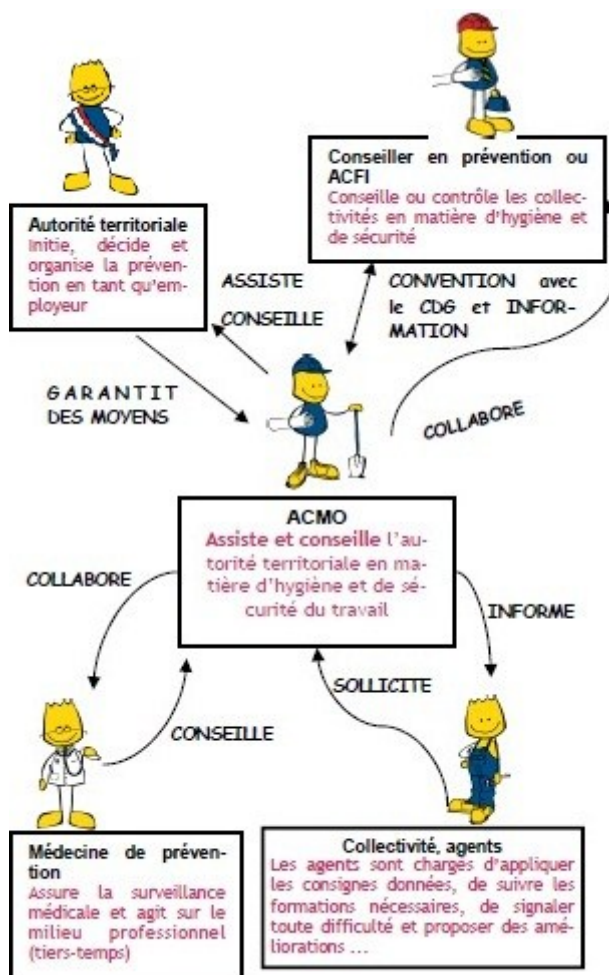 Autorité territoriale
Initie, décide et
organise la préven-
tion en tant qu'em-
ployeur
Conseiller en prévention ou
ACFI
Conseille ou contrôle les collec-
tivités en matière d'hygiène et
de sécurité
ASSISTE
CONSEILLE
CONVENTION avec
le CDG et INFOR-
MATION
GARANTIT
DES MOYENS
COLLABORE
ACMO
Assiste et conseille l'au-
torité territoriale en ma-
tière d'hygiène et de sé-
curité du travail
COLLABORE
INFORME
SOLLICITE
CONSEILLE
Médecine de préven-
tion
Assure la surveillance
médicale et agit sur le
milieu professionnel
(tiers-temps)
Collectivité, agents
Les agents sont chargés d'appliquer
les consignes données, de suivre les
formations nécessaires, de signaler
toute difficulté et proposer des amé-
liorations ...